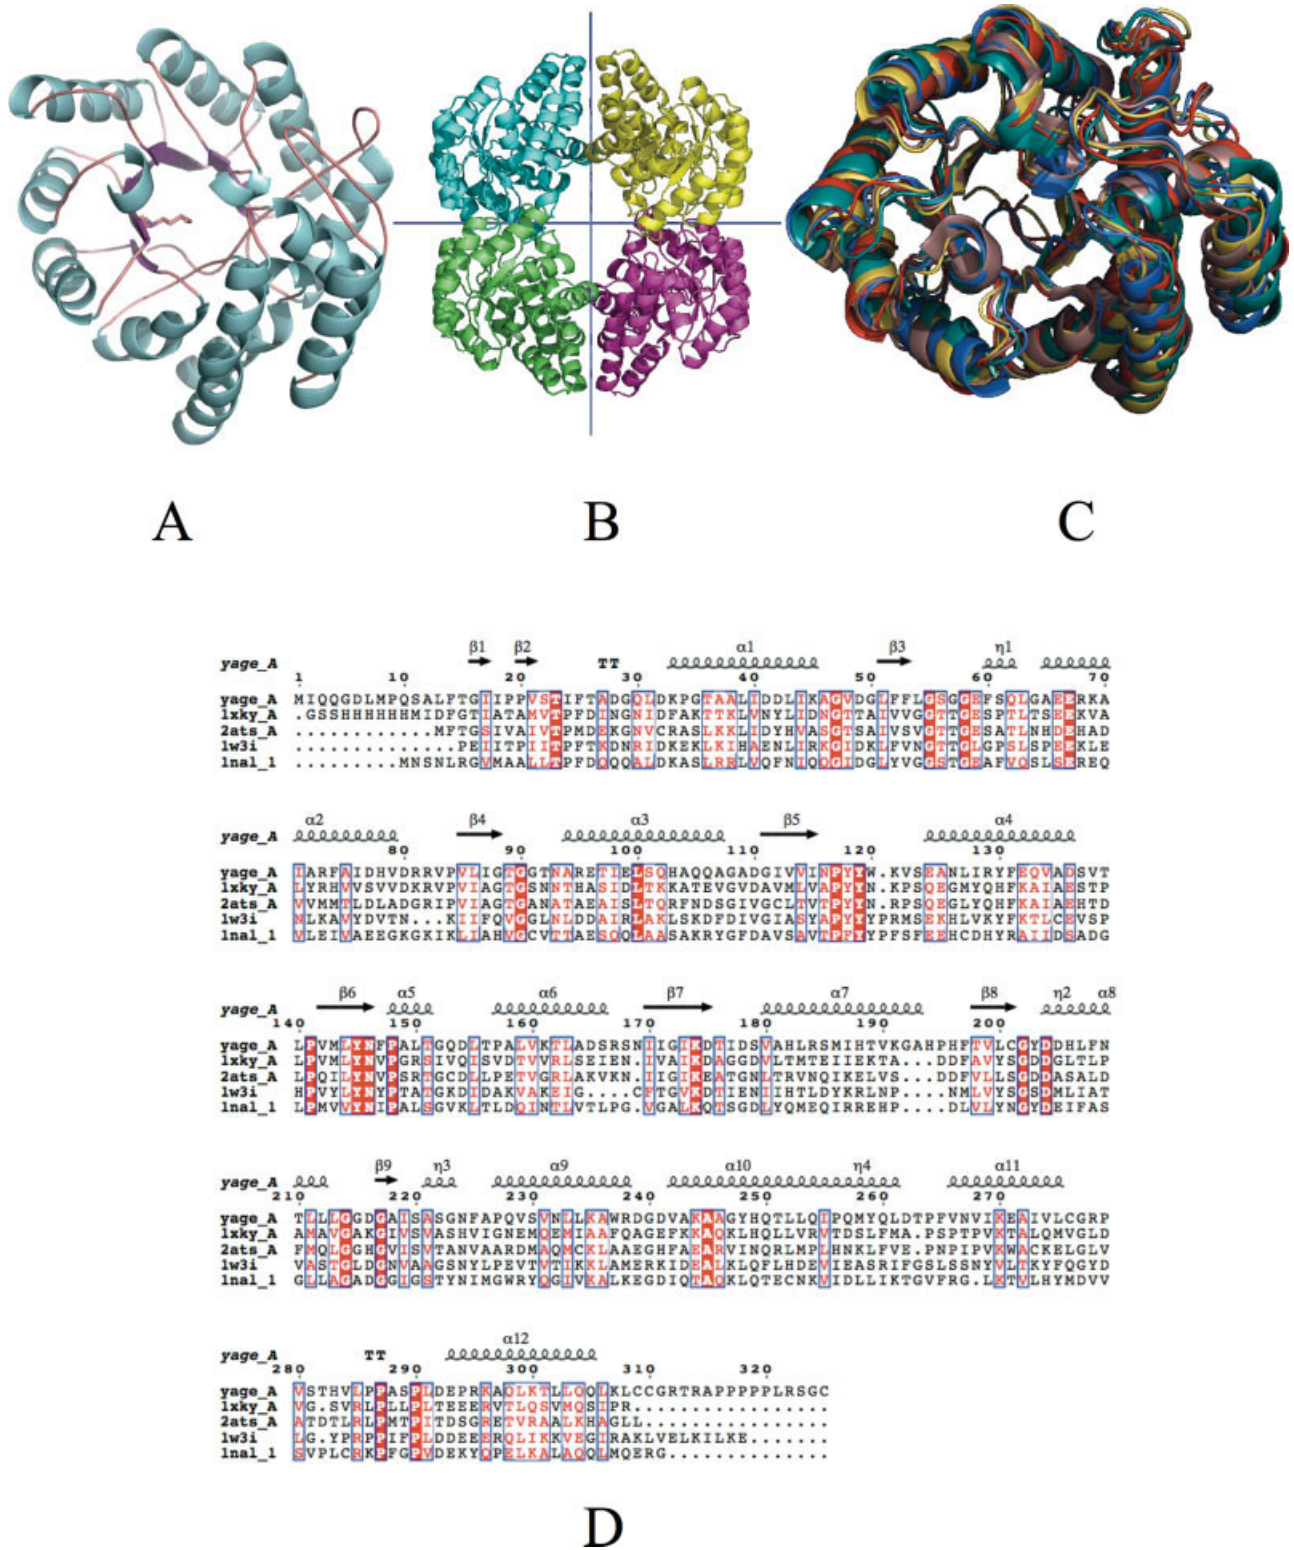 A B C
β1 β2 α1 β3 η1
yage_A TT
1 10 20 30 40 50 60 70
yage_A MIQQGDLMPQSALFTGIIPPVSTIFTADGQLDKPGTAALIDDLIKAGVDGLFFLGSGGEFSQLGAEERKA
1xky_A .GSSHHHHHHMIDFGTIATAMVTPFDINGNIDFAKTTKLVNYLIDNGTTAIVVGGTTGESPTLTSEEKVA
2ats_A ............MFTGSIVAIVTPMDEKGNVCRASLKKLIDYHVASGTSAIVSVGTTGESATLNHDEHAD
1w3i ..............PEIITPIITPFTKDNRIDKEKLKIHAENLIRKGIDKLFVNGTTGLGPSLSPEEKLE
1nal_1 .........MNSNLRGVMAALLTPFDQQQALDKASLRRLVQFNIQQGIDGLYVGGSTGEAFVQSLSEREQ
α2 β4 α3 β5 α4
yage_A
80 90 100 110 120 130
yage_A IARFAIDHVDRRVPVLIGTGGTNARETIELSQHAQQAGADGIVVINPYYW.KVSEANLIRYFEQVADSVT
1xky_A LYRHVVSVVDKRVPVIAGTGSNNTHASIDLTKKATEVGVDAVMLVAPYYN.KPSQEGMYQHFKAIAESTP
2ats_A VVMMTLDLADGRIPVIAGTGANATAEAISLTQRFNDSGIVGCLTVTPYYN.RPSQEGLYQHFKAIAEHTD
1w3i NLKAVYDVTN...KIIFQVGGLNLDDAIRLAKLSKDFDIVGIASYAPYYYPRMSEKHLVKYFKTLCEVSP
1nal_1 VLEIVAEEGKGKIKLIAHVGCVTTAESQQLAASAKRYGFDAVSAVTPFYYPFSFEEHCDHYRAIIDSADG
β6 α5 α6 β7 α7 β8 η2 α8
yage_A
140 150 160 170 180 190 200
yage_A LPVMLYNFPALTGQDLTPALVKTLADSRSNIIGIKDTIDSVAHLRSMIHTVKGAHPHFTVLCGYDDHLFN
1xky_A LPVMLYNVPGRSIVQISVDTVVRLSEIEN.IVAIKDAGGDVLTMTEIIEKTA...DDFAVYSGDDGLTLP
2ats_A LPQILYNVPSRTGCDLLPETVGRLAKVKN.IIGIKEATGNLTRVNQIKELVS...DDFVLLSGDDASALD
1w3i HPVYLYNYPTATGKDIDAKVAKEIG....CFTGVKDTIENIIHTLDYKRLNP....NMLVYSGSDMLIAT
1nal_1 LPMVVYNIPALSGVKLTLDQINTLVTLPG.VGALKQTSGDLYQMEQIRREHP....DLVLYNGYDEIFAS
β9 η3 α9 α10 η4 α11
yage_A
210 220 230 240 250 260 270
yage_A TLLLGGDGAISASGNFAPQVSVNLLKAWRDGDVAKAAGYHQTLLQIPQMYQLDTPFVNVIKEAIVLCGRP
1xky_A AMAVGAKGIVSVASHVIGNEMQEMIAAFQAGEFKKAQKLHQLLVRVTDSLFMA.PSPTPVKTALQMVGLD
2ats_A FMQLGGHGVISVTANVAARDMAQMCKLAAEGHFAEARVINQRLMPLHNKLFVE.PNPIPVKWACKELGLV
1w3i VASTGLDGNVAAGSNYLPEVTVTIKKLAMERKIDEALKLQFLHDEVIEASRIFGSLSSNYVLTKYFQGYD
1nal_1 GLLAGADGGIGSTYNIMGWRYQGIVKALKEGDIQTAQKLQTECNKVIDLLIKTGVFRG.LKTVLHYMDVV
α12
yage_A TT
280 290 300 310 320
yage_A VSTHVLPPASPLDEPRKAQLKTLLQQLKLCCGRTRAPPPPPLRSGC
1xky_A VG.SVRLPLLPLTEEERVTLQSVMQSIPR.................
2ats_A ATDTLRLPMTPITDSGRETVRAALKHAGLL................
1w3i LG.YPRPPIFPLDDEEERQLIKKVEGIRAKLVELKILKE.......
1nal_1 SVPLCRKPFGPVDEKYQPELKALAQQLMQERG..............
D